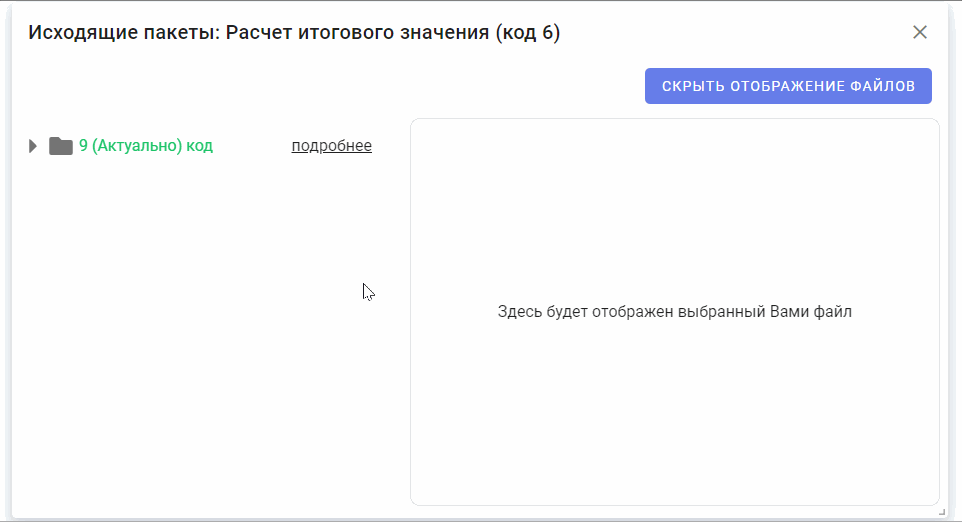 Исходящие пакеты: Расчет итогового значения (код 6)
СКРЫТЬ ОТОБРАЖЕНИЕ ФАЙЛОВ
9 (Актуально) код
подробнее
Здесь будет отображен выбранный Вами файл